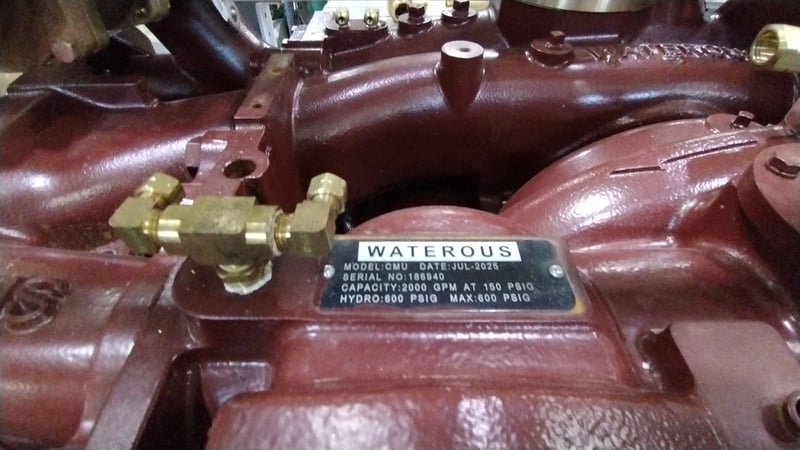 WATEROUS
WATEROUS
MODEL:CMU DATE:JUL-2025
SERIAL NO:186940
CAPACITY:2000 GPM AT 150 PSIG
HYDRO:600 PSIG MAX:600 PSIG